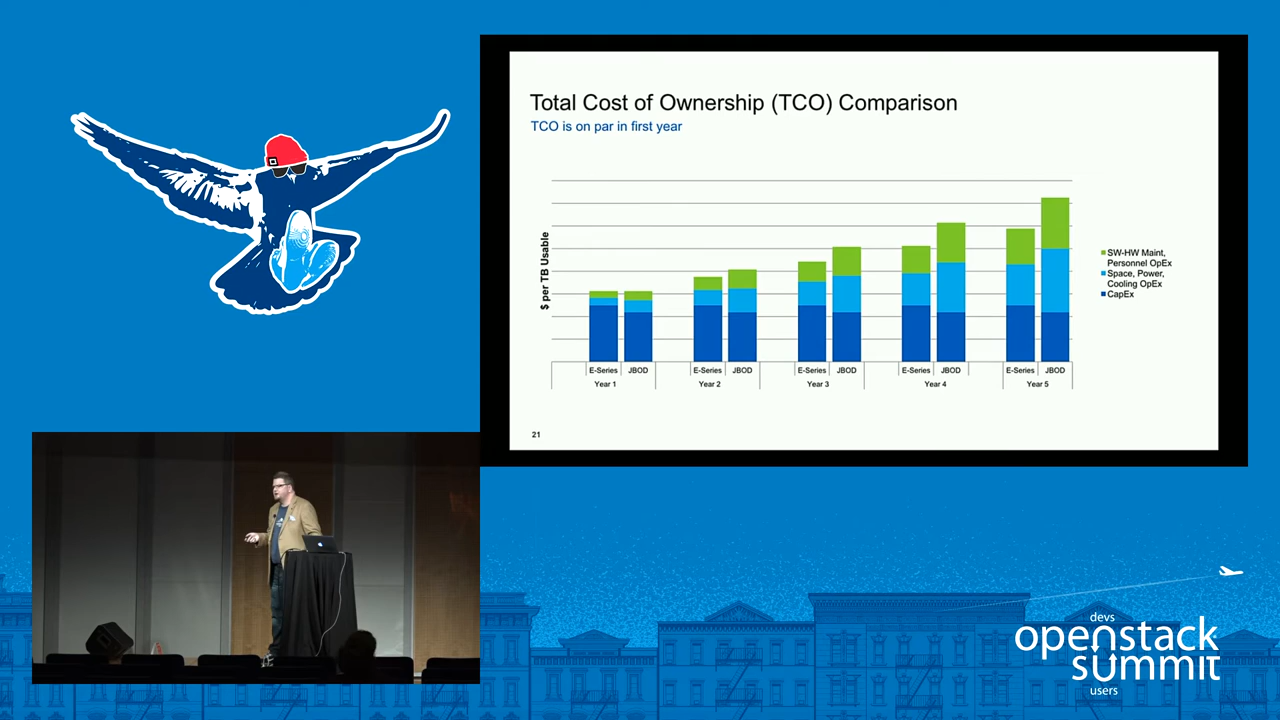 Total Cost of Ownership (TCO) Comparison
TCO is on par in first year
$ per TB Usable
SW-HW Maint,
Personnel OpEx
Space, Power,
Cooling OpEx
CapEx
E-Series JBOD E-Series JBOD E-Series JBOD E-Series JBOD E-Series JBOD
Year 1 Year 2 Year 3 Year 4 Year 5
21
devs
openstack
summit
users